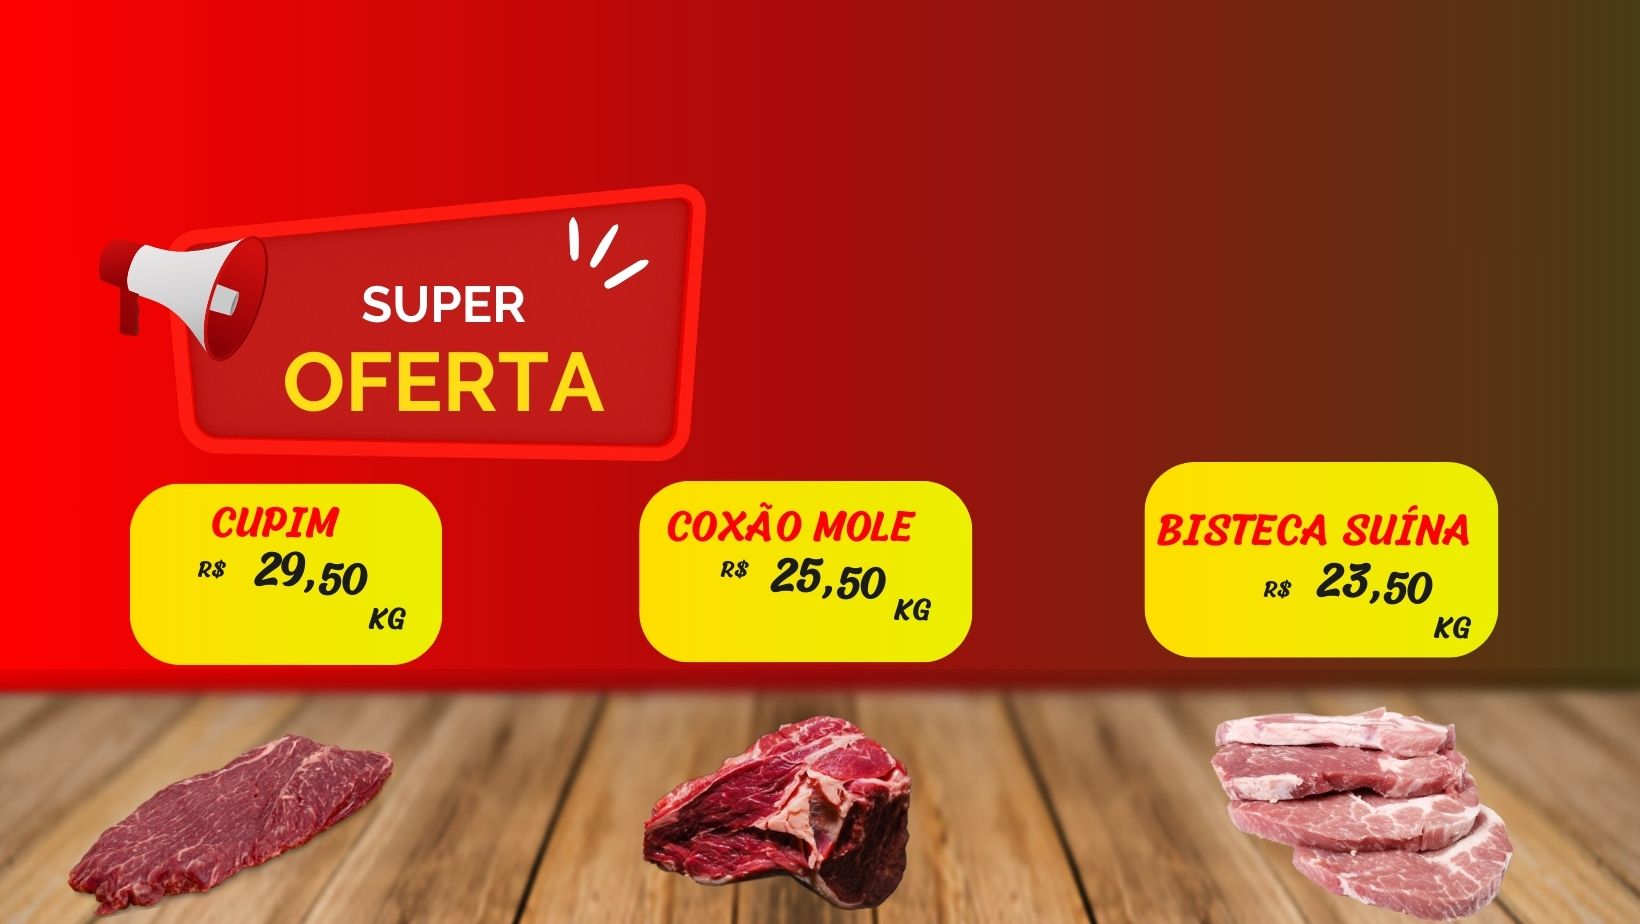 SUPER
OFERTA
CUPIM
R$ 29,50
KG
COXÃO MOLE
R$ 25,50
KG
BISTECA SUÍNA
R$ 23,50
KG